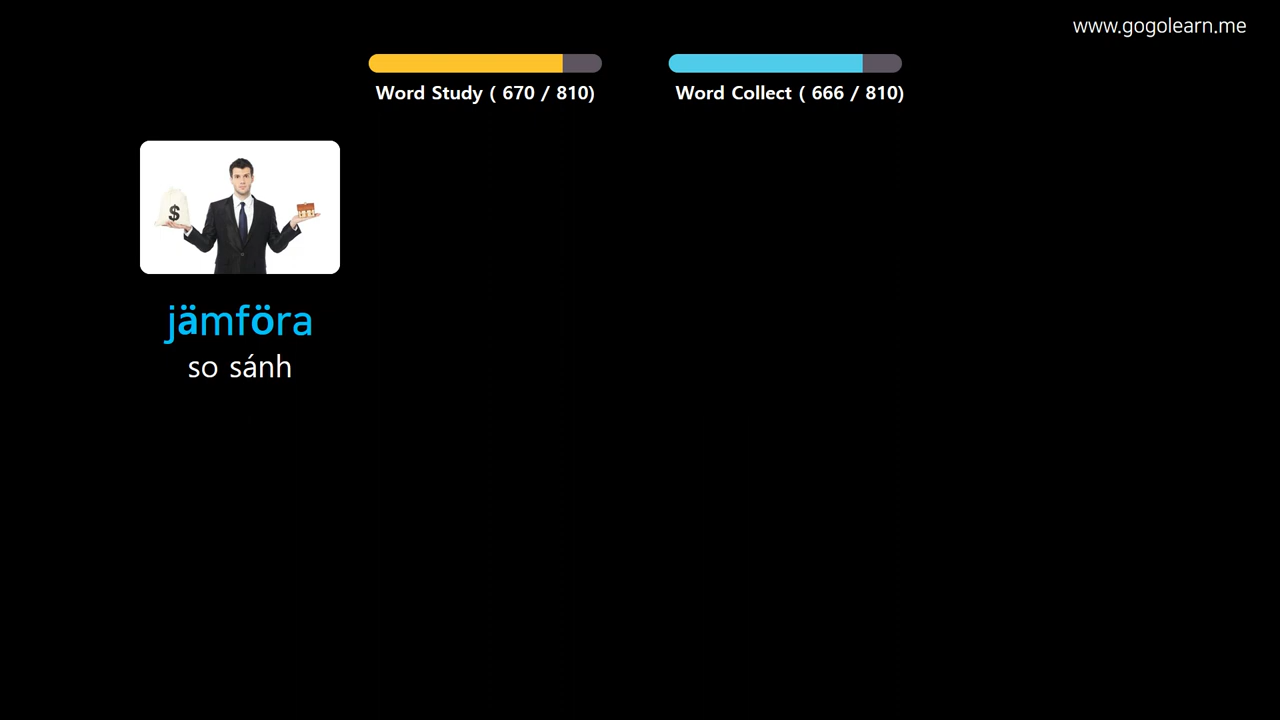 www.gogolearn.me
Word Study ( 670 / 810)
Word Collect ( 666 / 810)
$
jämföra
so sánh